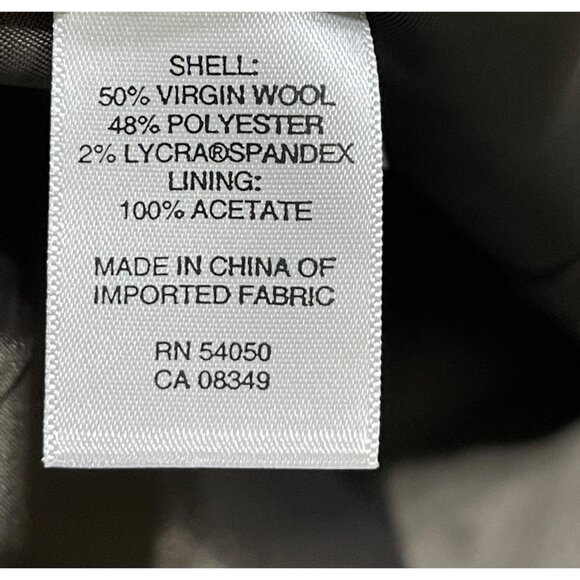 SHELL:
50% VIRGIN WOOL
48% POLYESTER
2% LYCRA®SPANDEX
LINING:
100% ACETATE
MADE IN CHINA OF
IMPORTED FABRIC
RN 54050
CA 08349